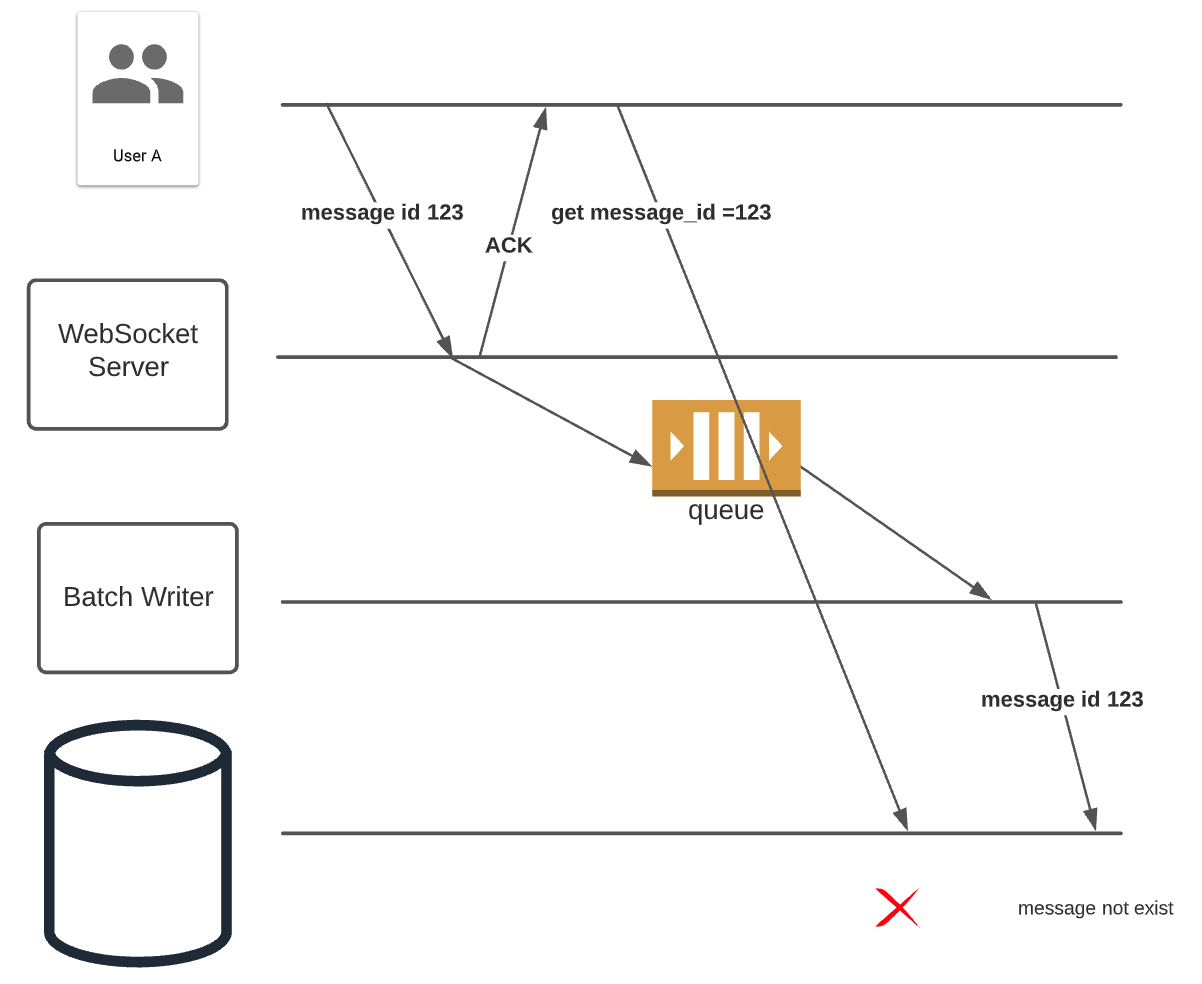 User A
message id 123
get message_id =123
ACK
WebSocket
Server
queue
Batch Writer
message id 123
message not exist